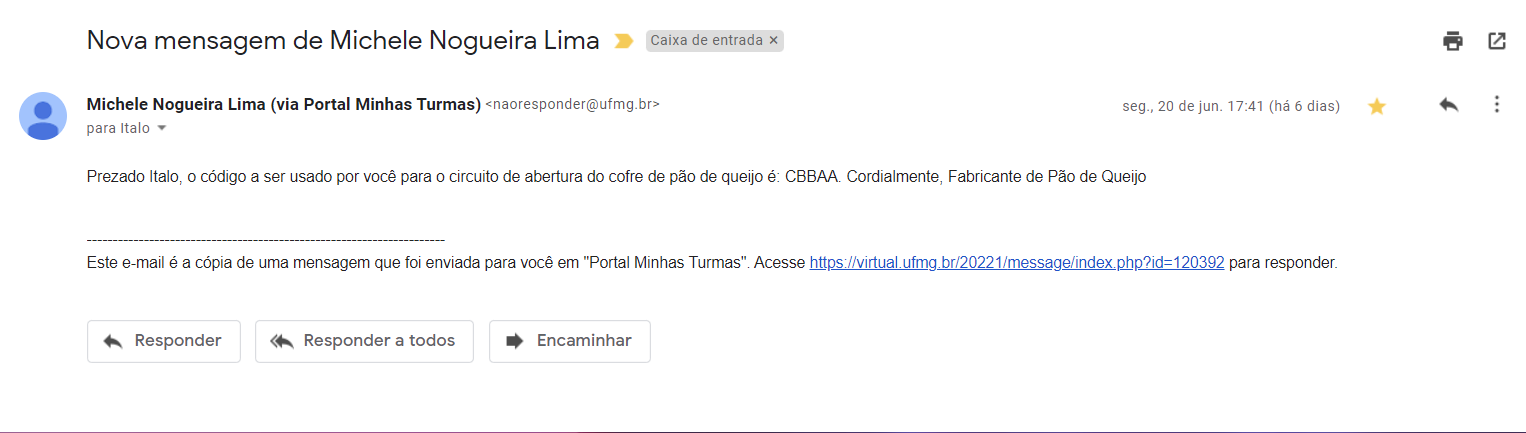 Nova mensagem de Michele Nogueira Lima Caixa de entrada ×
Michele Nogueira Lima (via Portal Minhas Turmas) <naoresponder@ufmg.br> seg., 20 de jun. 17:41 (há 6 dias)
para Italo
Prezado Italo, o código a ser usado por você para o circuito de abertura do cofre de pão de queijo é: CBBAA. Cordialmente, Fabricante de Pão de Queijo
---------------------------------------------------------------------
Este e-mail é a cópia de uma mensagem que foi enviada para você em "Portal Minhas Turmas". Acesse https://virtual.ufmg.br/20221/message/index.php?id=120392 para responder.
Responder Responder a todos Encaminhar